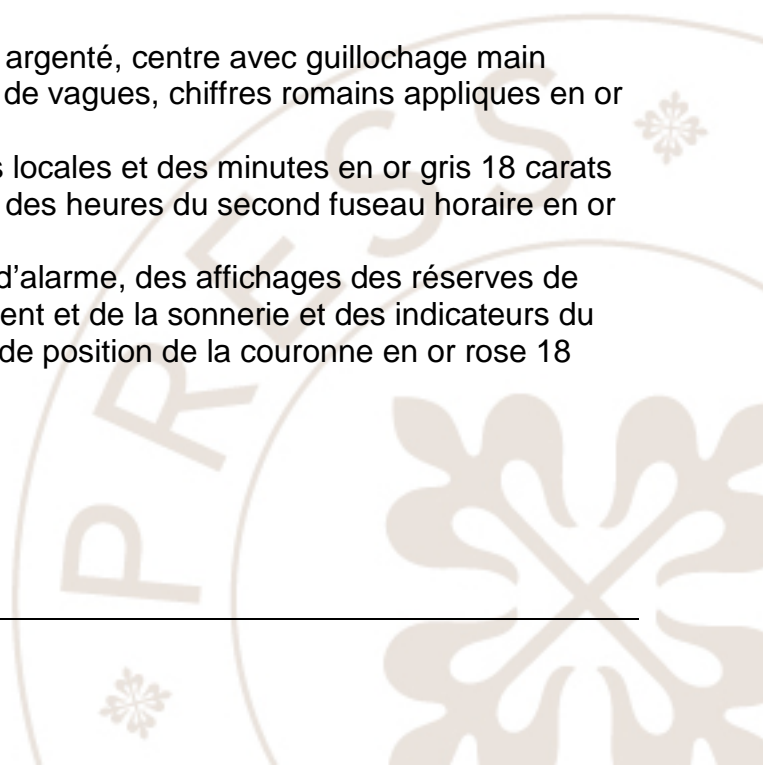 argenté, centre avec guillochage main
de vagues, chiffres romains appliques en or
s locales et des minutes en or gris 18 carats
des heures du second fuseau horaire en or
d’alarme, des affichages des réserves de
ent et de la sonnerie et des indicateurs du
de position de la couronne en or rose 18
PRESS